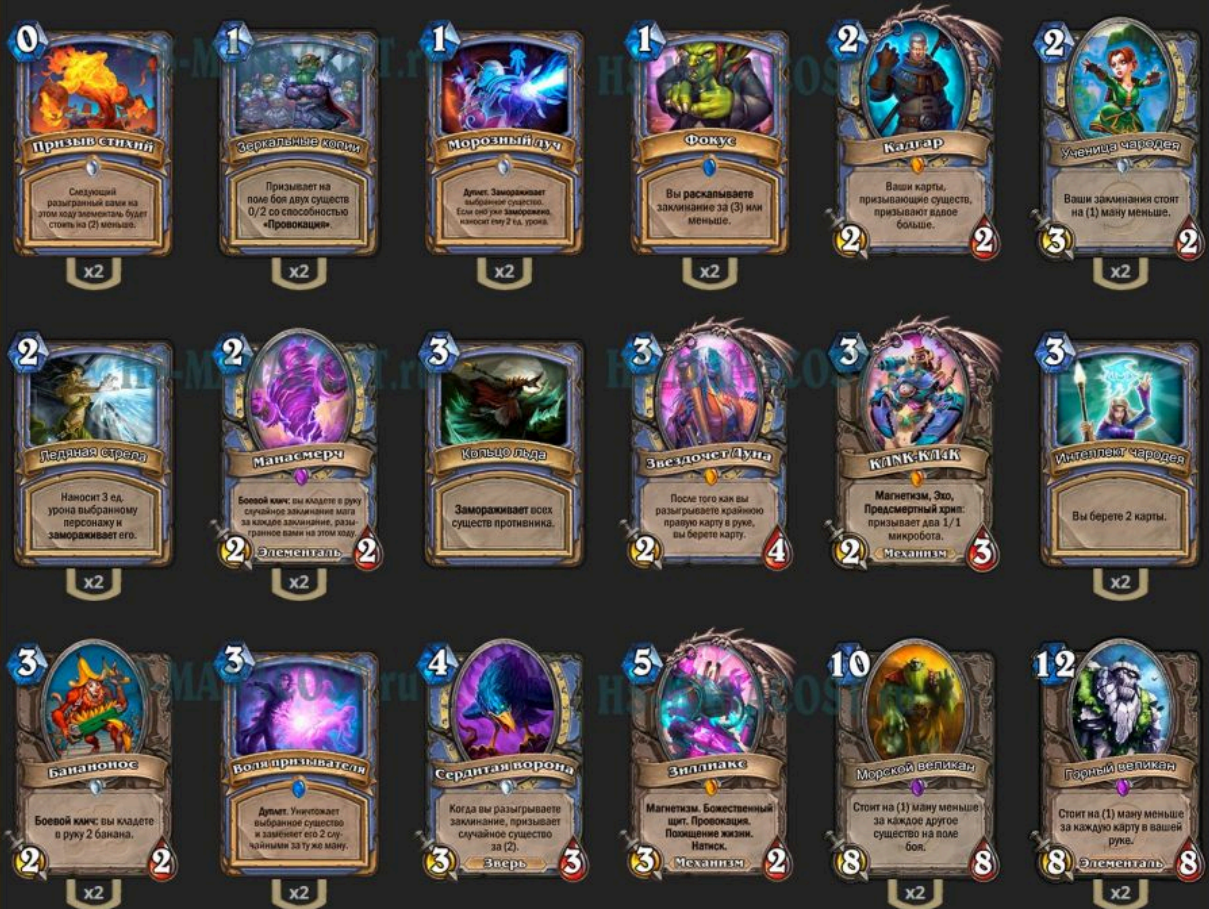 0
Призыв стихий
Следующий
разыгранный вами на
этом ходу элементаль будет
стоить на (2) меньше.
x2
1
Зеркальные копии
Призывает на
поле боя двух существ
0/2 со способностью
«Провокация».
x2
1
Морозный луч
Дуплет. Замораживает
выбранное существо.
Если оно уже заморожено,
наносит ему 2 ед. урона.
x2
1
Фокус
Вы раскапываете
заклинание за (3) или
меньше.
x2
2
Кадгар
Ваши карты,
призывающие существ,
призывают вдвое
больше.
2
2
2
Ученица чародея
Ваши заклинания стоят
на (1) ману меньше.
3
2
x2
2
Ледяная стрела
Наносит 3 ед.
урона выбранному
персонажу и
замораживает его.
x2
2
Манасмерч
Боевой клич: вы кладете в руку
случайное заклинание мага
за каждое заклинание, разы-
гранное вами на этом ходу.
2
Элементаль
2
x2
3
Кольцо льда
Замораживает всех
существ противника.
3
Звездочет Луна
После того как вы
разыгрываете крайнюю
правую карту в руке,
вы берете карту.
2
4
3
КАNК-КА4К
Магнетизм, Эхо,
Предсмертный хрип:
призывает два 1/1
микробота.
2
Механизм
3
3
Интеллект чародея
Вы берете 2 карты.
x2
3
Бананонос
Боевой клич: вы кладете
в руку 2 банана.
2
2
x2
3
Воля призывателя
Дуплет. Уничтожает
выбранное существо
и заменяет его 2 слу-
чайными за ту же ману.
x2
4
Сердитая ворона
Когда вы разыгрываете
заклинание, призывает
случайное существо
за (2).
3
Зверь
3
5
Зиллиакс
Магнетизм. Божественный
щит. Провокация.
Похищение жизни.
Натиск.
3
Механизм
2
10
Морской великан
Стоит на (1) ману меньше
за каждое другое
существо на поле
боя.
8
8
x2
12
Горный великан
Стоит на (1) ману меньше
за каждую карту в вашей
руке.
8
Элементаль
8
x2